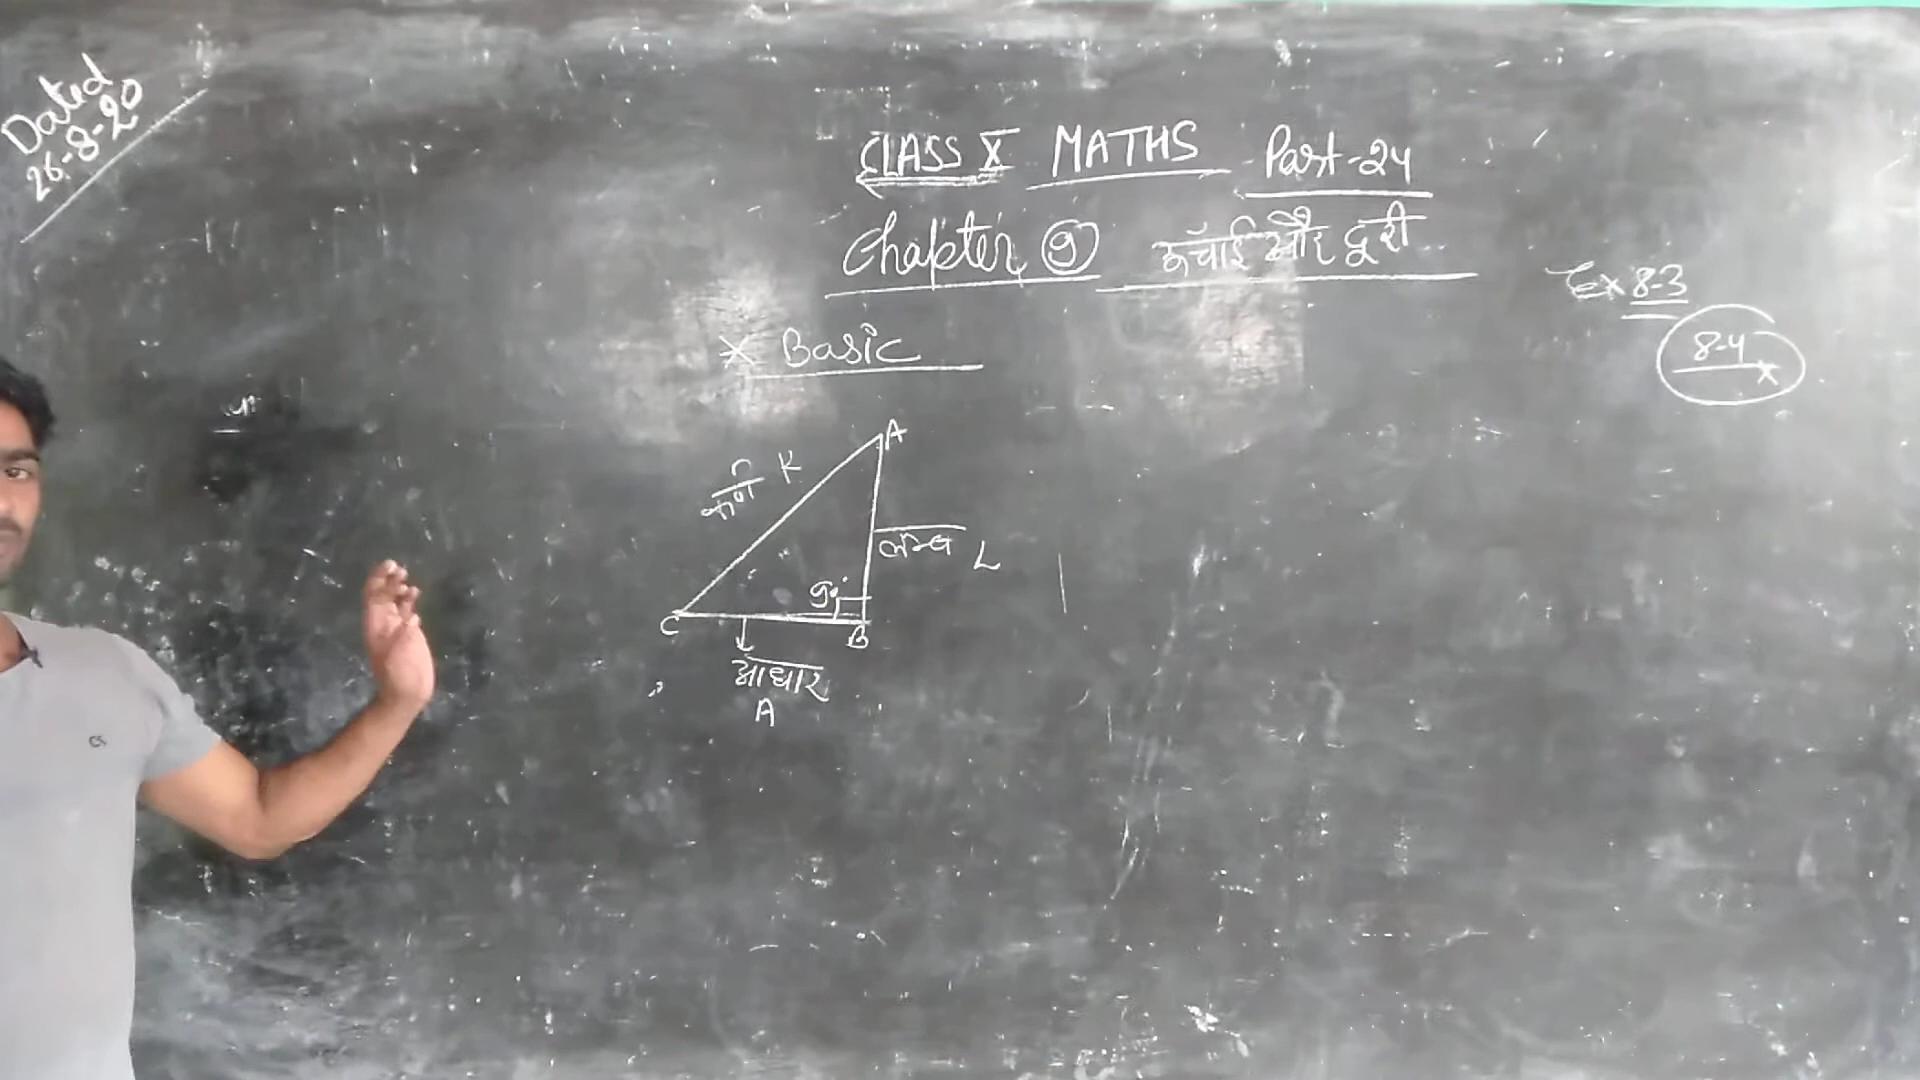 Dated
26-8-20
CLASS X MATHS Part-24
Chapter 9 ऊँचाई और दूरी
Ex 8-3
8-4 x
* Basic
A
कर्ण K
लम्ब L
90°
C
B
आधार
A